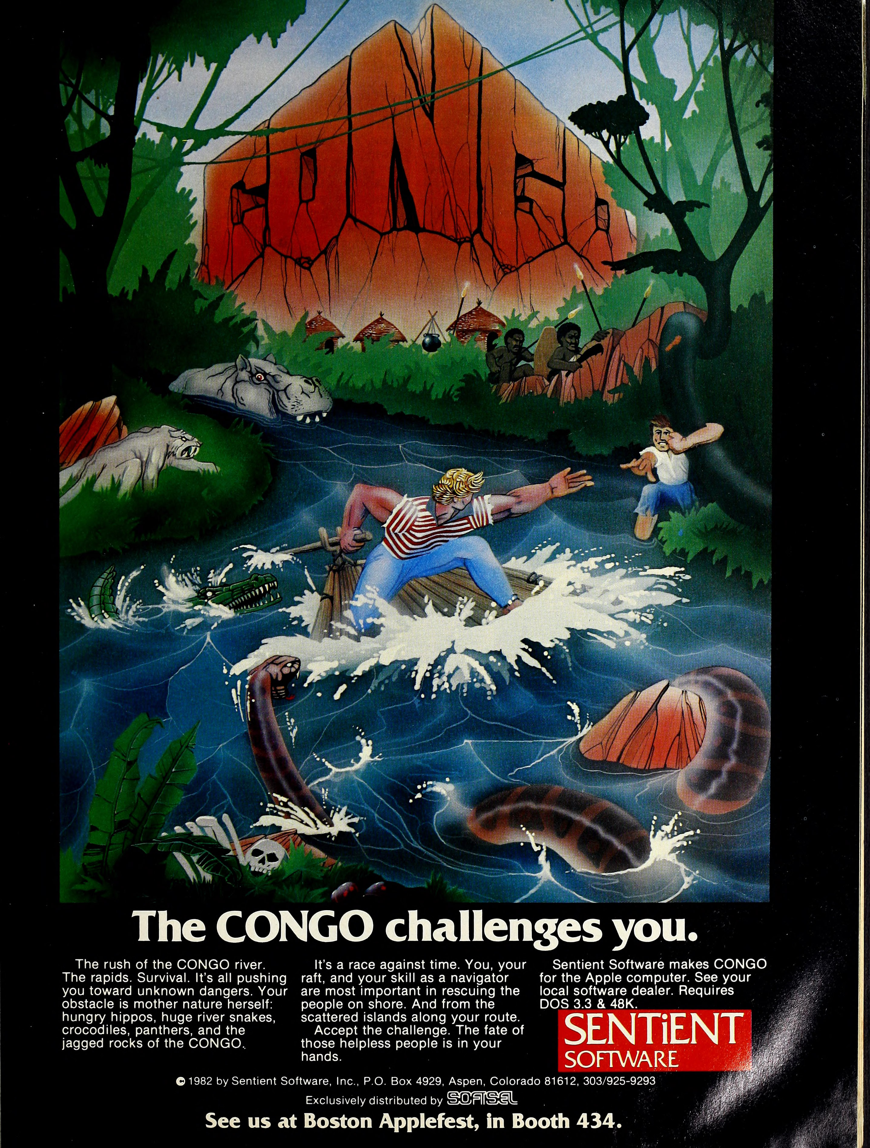 CONGO
The CONGO challenges you.
The rush of the CONGO river.
The rapids. Survival. It's all pushing
you toward unknown dangers. Your
obstacle is mother nature herself:
hungry hippos, huge river snakes,
crocodiles, panthers, and the
jagged rocks of the CONGO.
It's a race against time. You, your
raft, and your skill as a navigator
are most important in rescuing the
people on shore. And from the
scattered islands along your route.
Accept the challenge. The fate of
those helpless people is in your
hands.
Sentient Software makes CONGO
for the Apple computer. See your
local software dealer. Requires
DOS 3.3 & 48K.
SENTiENT
SOFTWARE
© 1982 by Sentient Software, Inc., P.O. Box 4929, Aspen, Colorado 81612, 303/925-9293
Exclusively distributed by SOFTSEL
See us at Boston Applefest, in Booth 434.